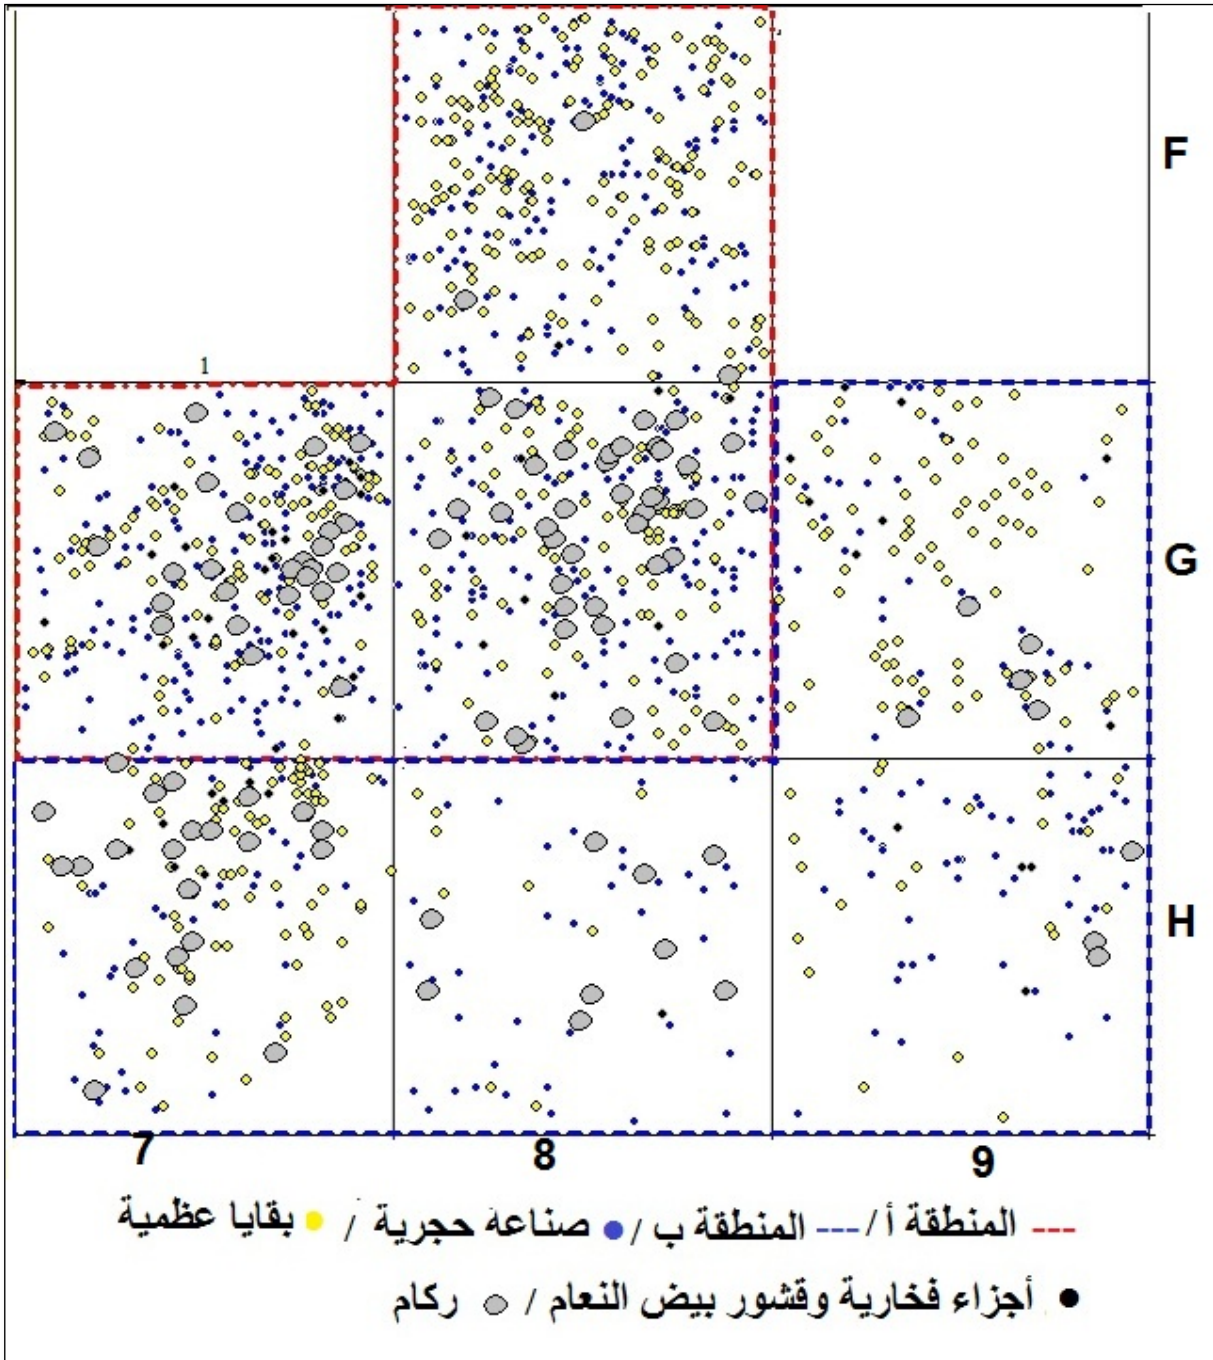 F
1
G
H
7 8 9
--- المنطقة أ / --- المنطقة ب / ● صناعة حجرية / ● بقايا عظمية
● أجزاء فخارية وقشور بيض النعام / ركام